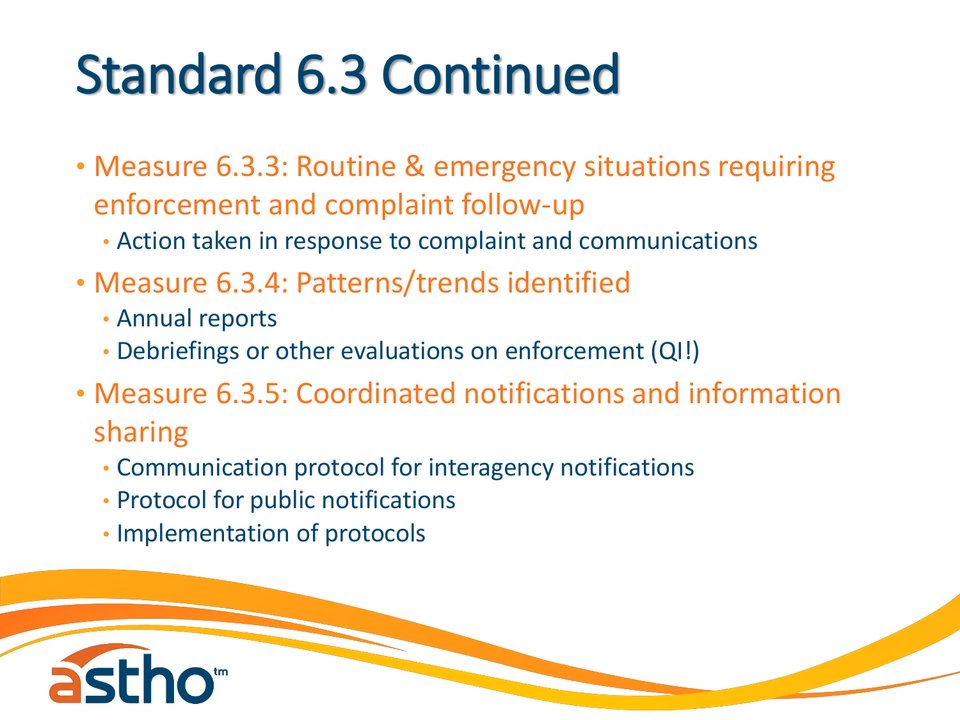 Standard 6.3 Continued
• Measure 6.3.3: Routine & emergency situations requiring
enforcement and complaint follow-up
• Action taken in response to complaint and communications
• Measure 6.3.4: Patterns/trends identified
• Annual reports
• Debriefings or other evaluations on enforcement (QI!)
• Measure 6.3.5: Coordinated notifications and information
sharing
• Communication protocol for interagency notifications
• Protocol for public notifications
• Implementation of protocols
astho™